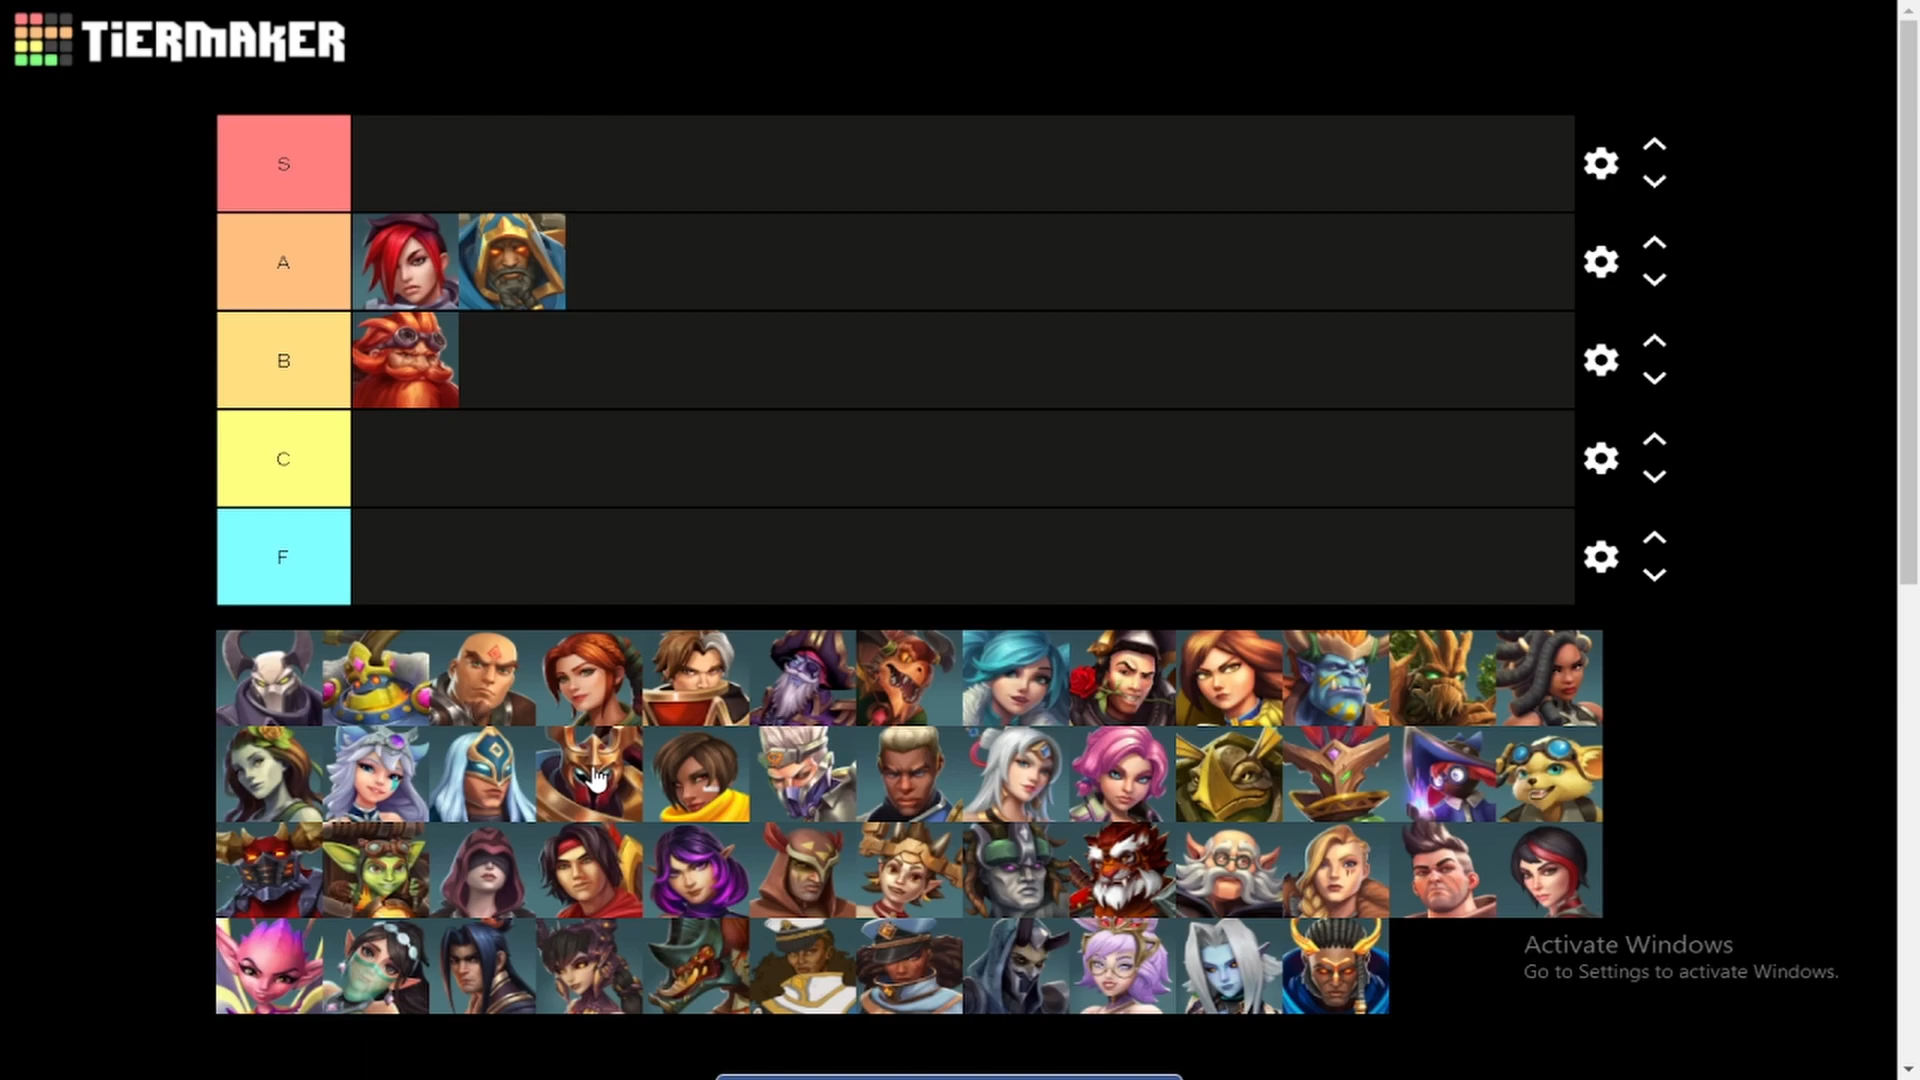 TiERMAKER
S
A
B
C
F
Activate Windows
Go to Settings to activate Windows.